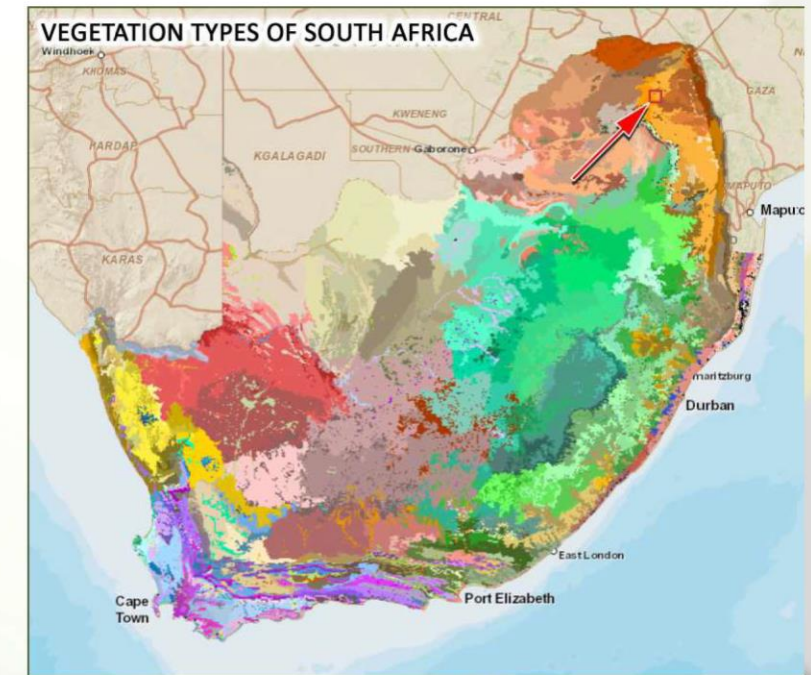 CENTRAL
VEGETATION TYPES OF SOUTH AFRICA
Windhoek
KHOMAS
GAZA
KWENENG
HARDAP
SOUTHERN
Gaborone
KGALAGADI
MAPUTO
Maputo
KARAS
maritzburg
Durban
East London
Port Elizabeth
Cape
Town